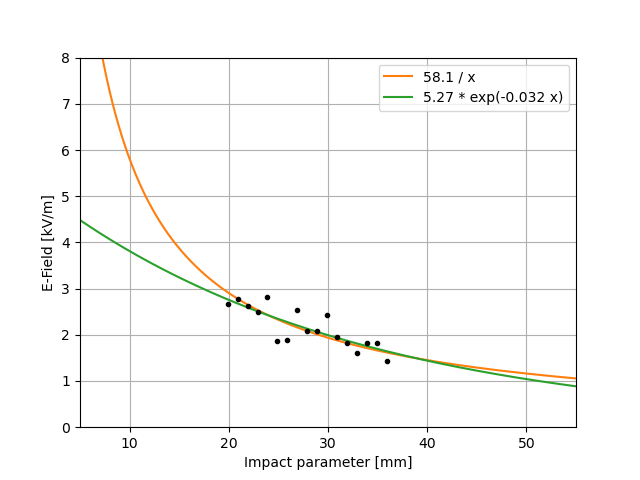 8
7
6
5
4
3
2
1
0
E-Field [kV/m]
58.1 / x
5.27 * exp(-0.032 x)
10 20 30 40 50
Impact parameter [mm]